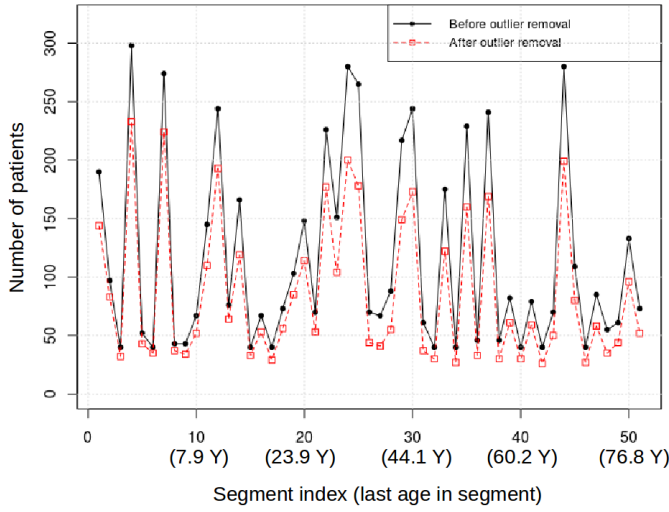 Before outlier removal
After outlier removal
Number of patients
300
250
200
150
100
50
0
0 10 20 30 40 50
(7.9 Y) (23.9 Y) (44.1 Y) (60.2 Y) (76.8 Y)
Segment index (last age in segment)